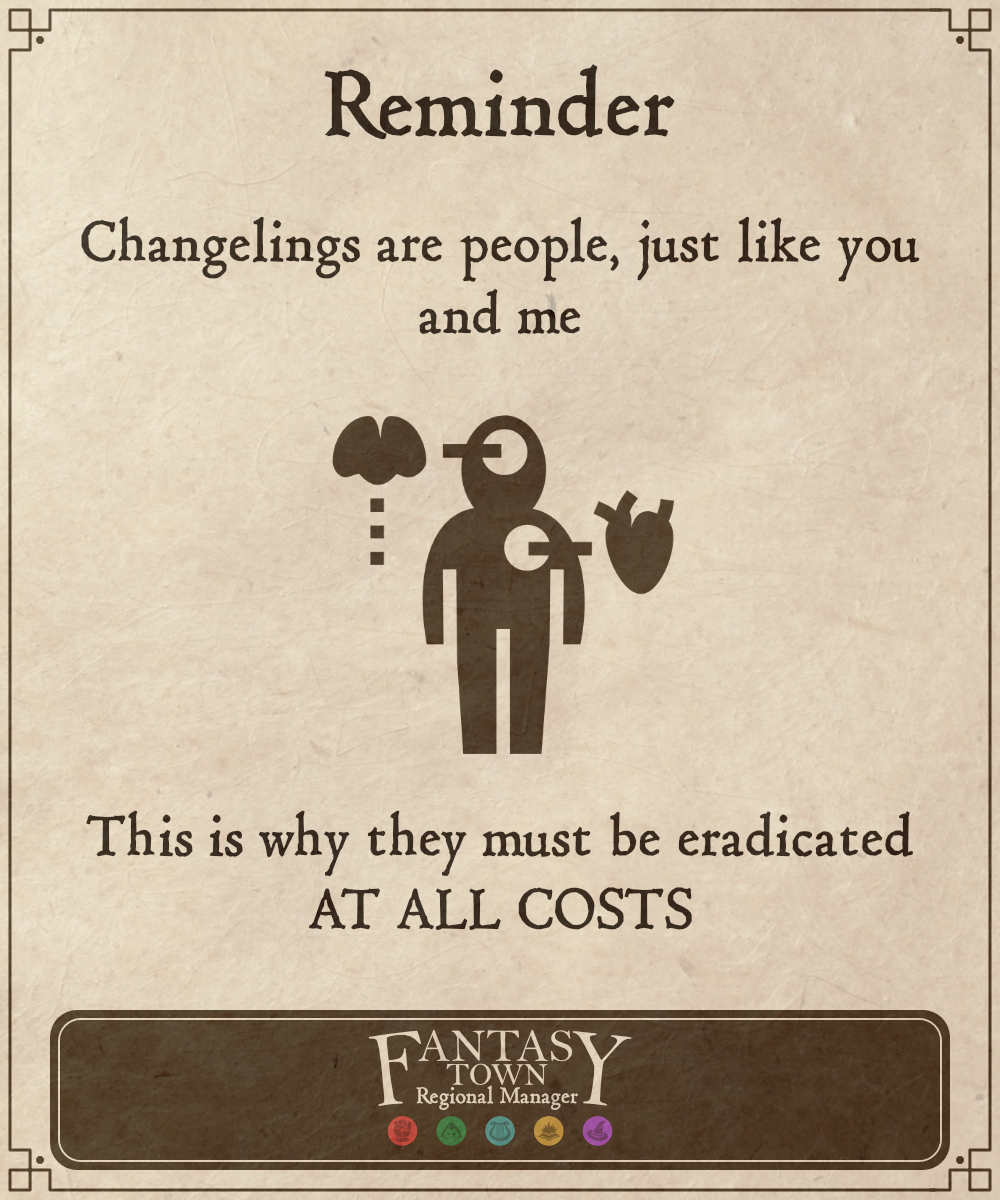 Reminder
Changelings are people, just like you
and me
This is why they must be eradicated
AT ALL COSTS
FANTASY
TOWN
Regional Manager